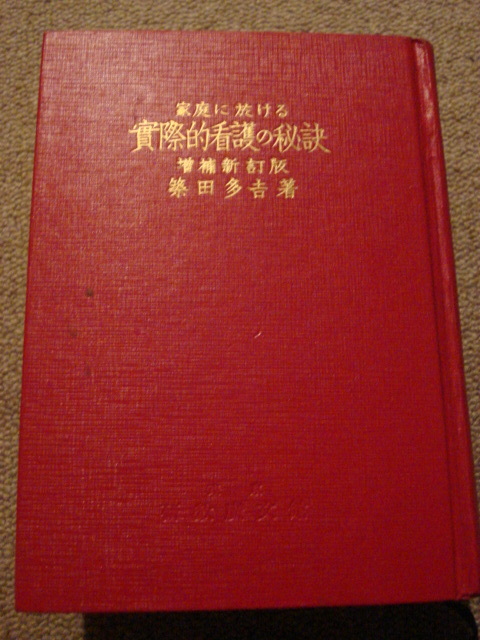 家庭に於ける
實際的看護の秘訣
増補新訂版
築田多吉著